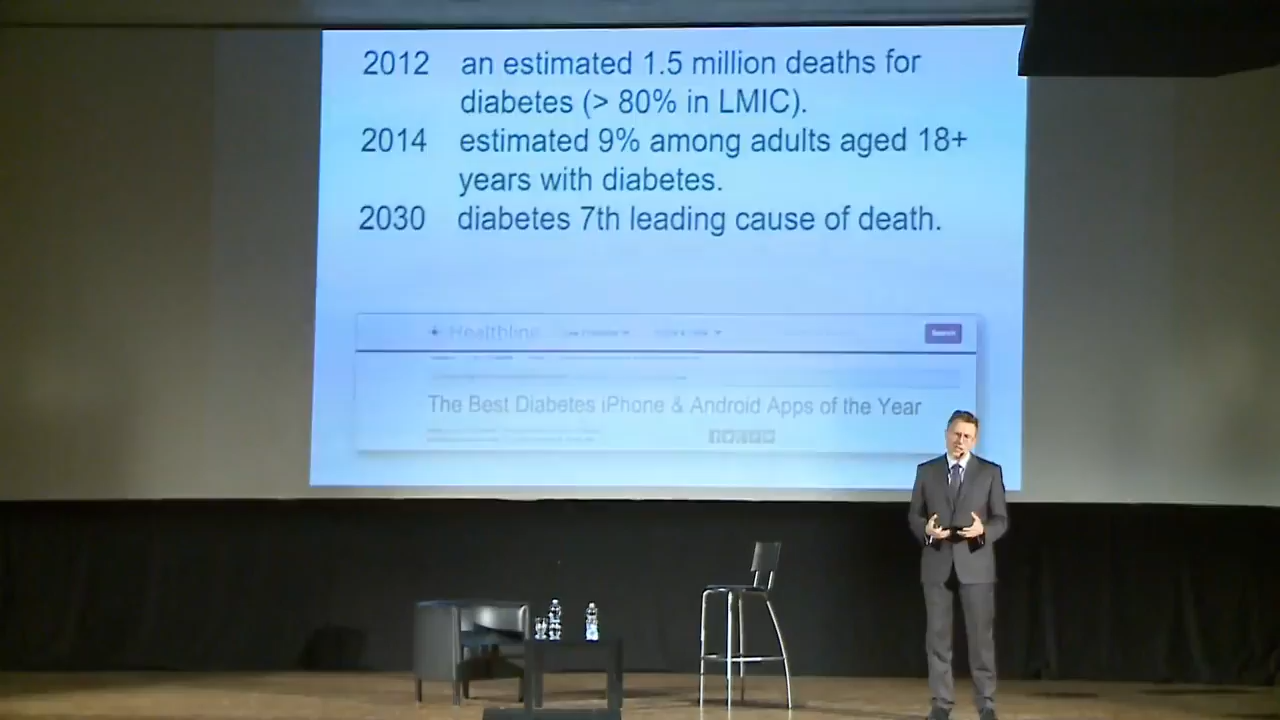 2012 an estimated 1.5 million deaths for
diabetes (> 80% in LMIC).
2014 estimated 9% among adults aged 18+
years with diabetes.
2030 diabetes 7th leading cause of death.
Healthline
Search
The Best Diabetes iPhone & Android Apps of the Year